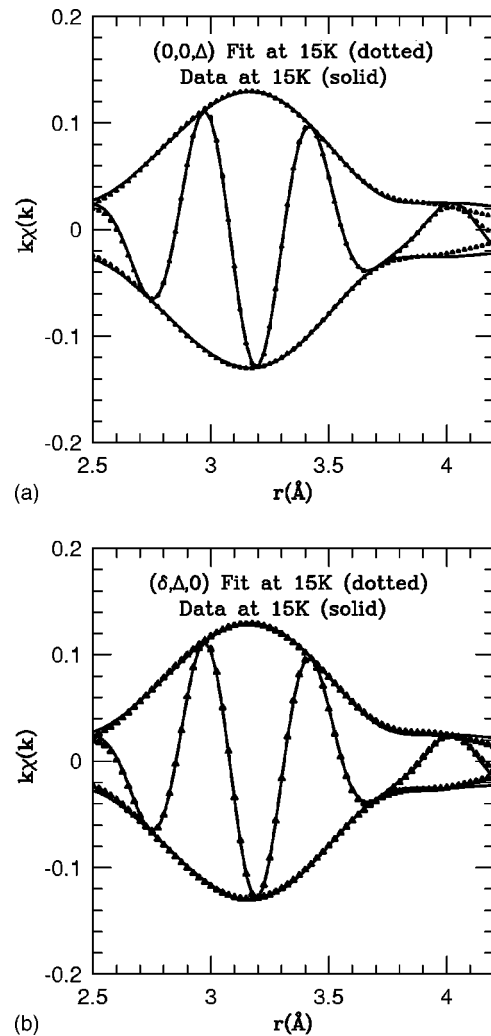 (0,0,Δ) Fit at 15K (dotted)
Data at 15K (solid)
0.2
0.1
0
-0.1
-0.2
kχ(k)
2.5 3 3.5 4
r(Å)
(a)
(δ,Δ,0) Fit at 15K (dotted)
Data at 15K (solid)
0.2
0.1
0
-0.1
-0.2
kχ(k)
2.5 3 3.5 4
r(Å)
(b)